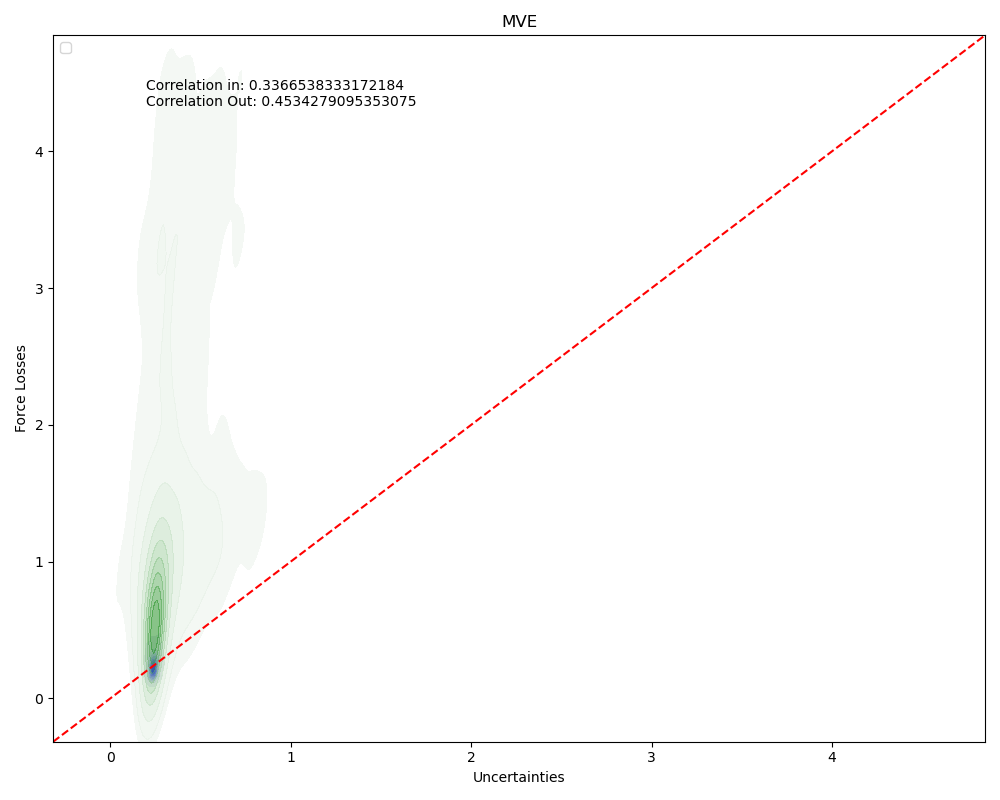 MVE
Correlation in: 0.3366538333172184
Correlation Out: 0.4534279095353075
Force Losses
4
3
2
1
0
0 1 2 3 4
Uncertainties